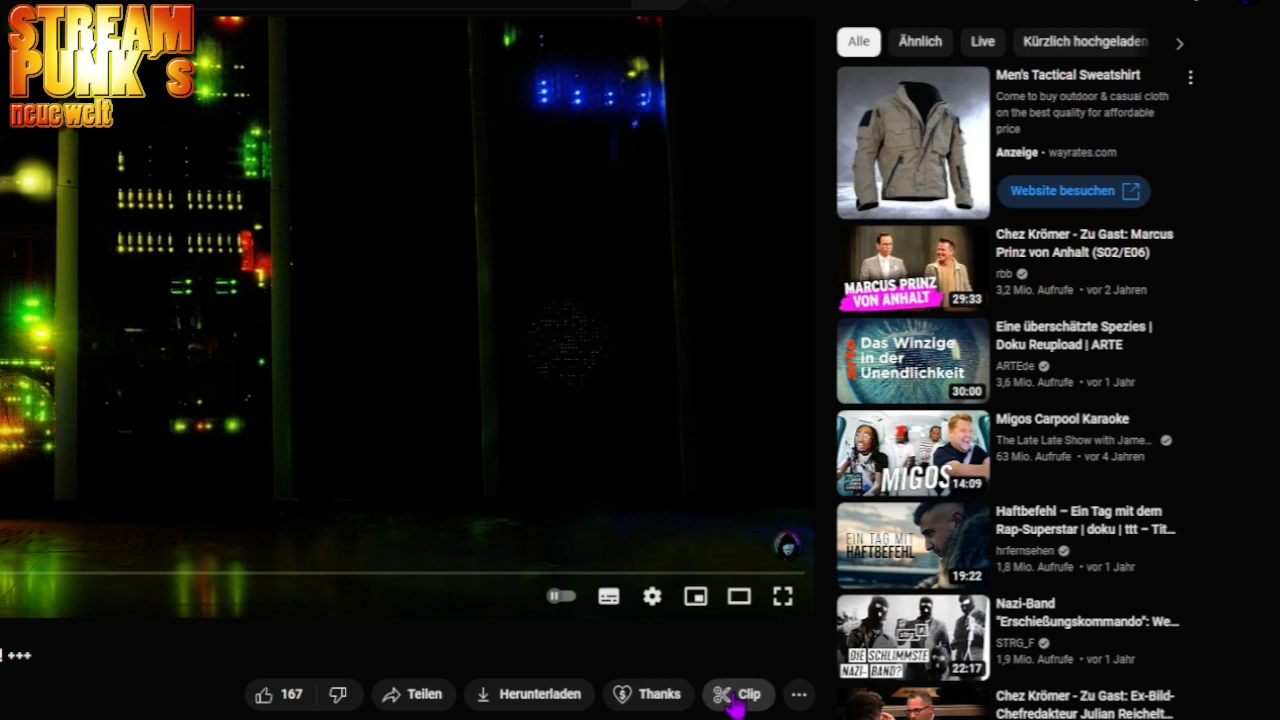 STREAM
PUNK´s
neue welt
Alle
Ähnlich
Live
Kürzlich hochgeladen
Men's Tactical Sweatshirt
Come to buy outdoor & casual cloth
on the best quality for affordable
price
Anzeige • wayrates.com
Website besuchen
MARCUS PRINZ
VON ANHALT
29:33
Chez Krömer - Zu Gast: Marcus
Prinz von Anhalt (S02/E06)
rbb
3,2 Mio. Aufrufe • vor 2 Jahren
arte
Das Winzige
in der
Unendlichkeit
30:00
Eine überschätzte Spezies |
Doku Reupload | ARTE
ARTEde
3,6 Mio. Aufrufe • vor 1 Jahr
MIGOS
14:09
Migos Carpool Karaoke
The Late Late Show with Jame...
63 Mio. Aufrufe • vor 4 Jahren
EIN TAG MIT
HAFTBEFEHL
19:22
Haftbefehl – Ein Tag mit dem
Rap-Superstar | doku | ttt – Tit...
hrfernsehen
1,8 Mio. Aufrufe • vor 1 Jahr
strg_F
DIE SCHLIMMSTE
NAZI-BAND?
22:17
Nazi-Band
"Erschießungskommando": We...
STRG_F
1,9 Mio. Aufrufe • vor 1 Jahr
Chez Krömer - Zu Gast: Ex-Bild-
Chefredakteur Julian Reichelt...
! +++
167
Teilen
Herunterladen
Thanks
Clip